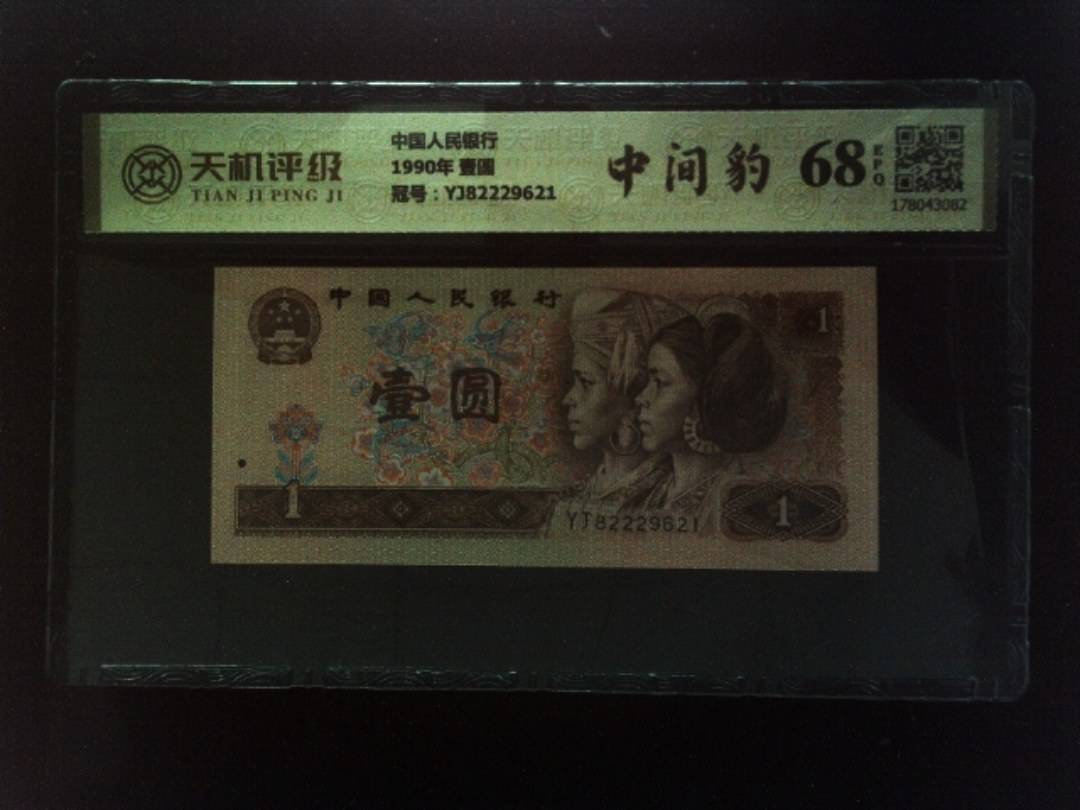 天机评级
TIAN JI PING JI
中国人民银行
1990年 壹圆
冠号:YJ82229621
中间豹
68
EPQ
178043082
中国人民银行
1
壹圆
1
YJ82229621
1